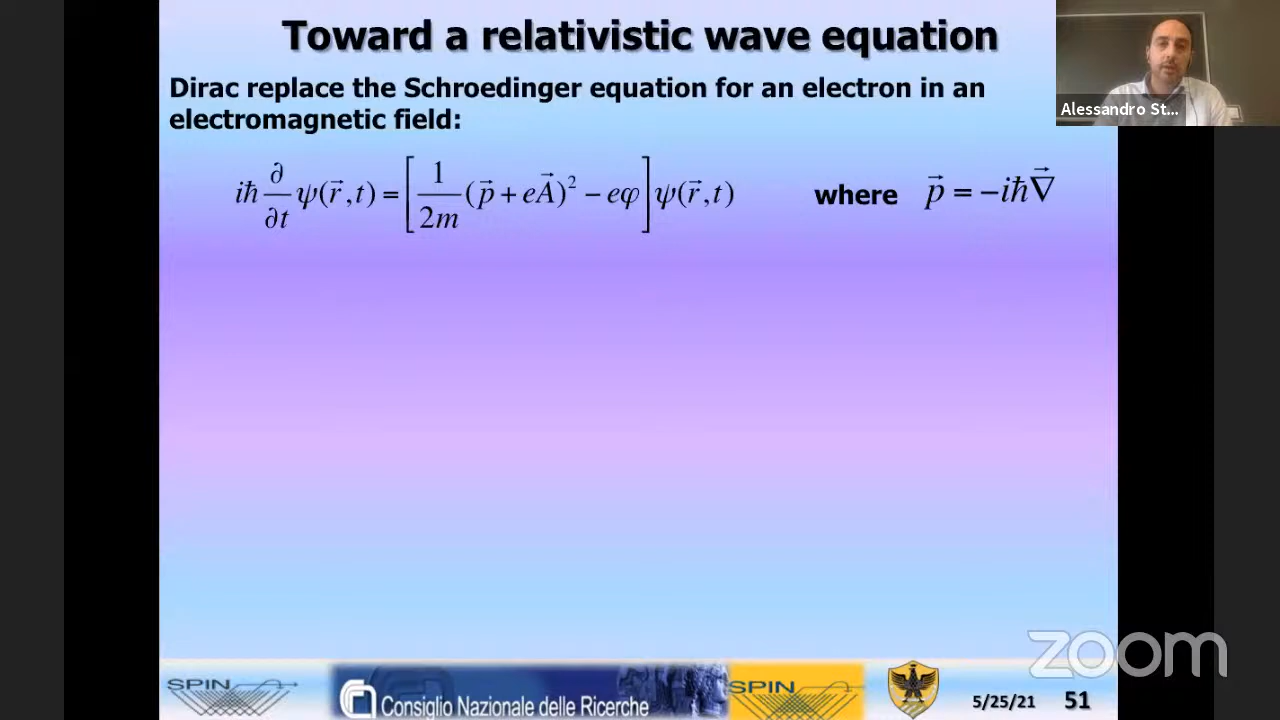 Toward a relativistic wave equation
Dirac replace the Schroedinger equation for an electron in an
electromagnetic field:
iħ ∂/∂t ψ(r⃗,t) = [1/2m (p⃗ + eA⃗)² − eφ] ψ(r⃗,t) where p⃗ = −iħ∇⃗
Alessandro St...
zoom
SPIN
Consiglio Nazionale delle Ricerche
SPIN
5/25/21 51